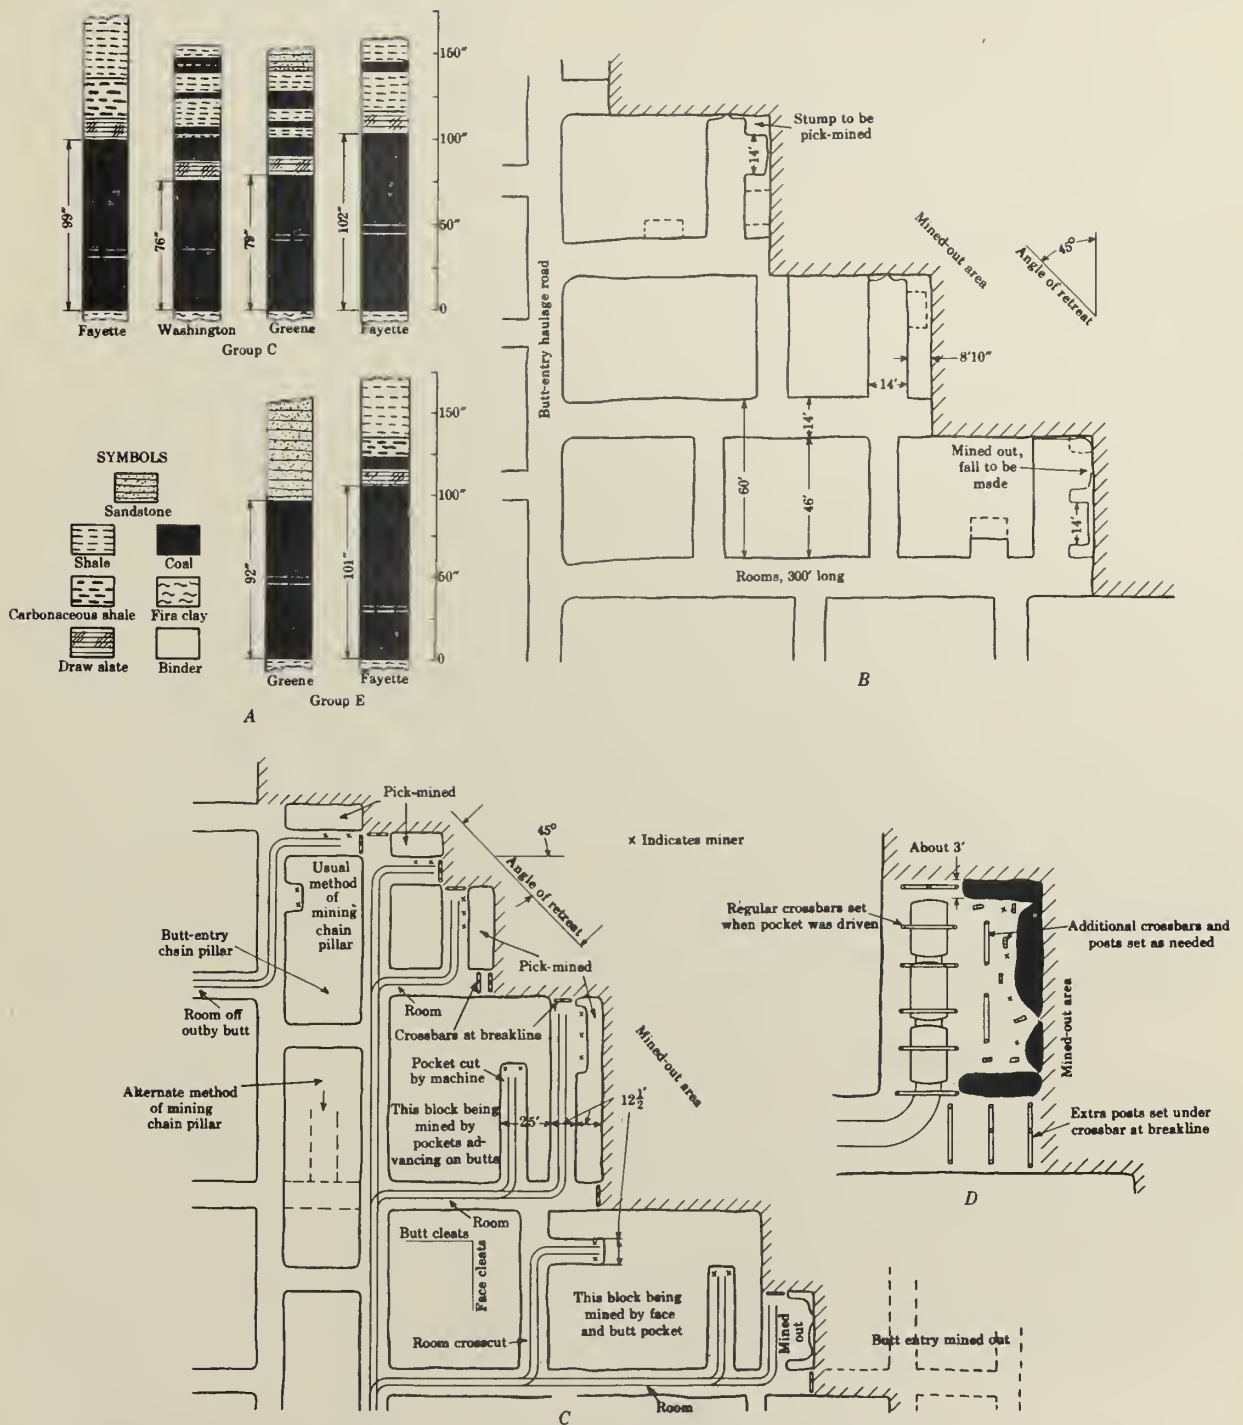 150"
100"
50"
0
99"
76"
79"
102"
Fayette
Washington
Greene
Fayette
Group C
150"
100"
50"
0
92"
101"
Greene
Fayette
Group E
A
SYMBOLS
Sandstone
Shale
Coal
Carbonaceous shale
Fira clay
Draw alate
Binder
Butt-entry haulage road
Stump to be
pick-mined
14'
Mined-out area
Angle of retreat
45°
8'10"
14'
14'
60'
46'
Mined out,
fall to be
made
14'
Rooms, 300' long
B
Pick-mined
45°
Angle of retreat
x Indicates miner
Usual
method
of
mining
chain
pillar
Butt-entry
chain pillar
Pick-mined
Room off
outby butt
Room
Crossbars at breakline
Pocket cut
by machine
Alternate method
of mining
chain pillar
This block being
mined by
pockets ad-
vancing on butts
25'
12½'
Mined-out area
Room
Butt cleats
Face cleats
This block being
mined by face
and butt pocket
Room crosscut
Mined
out
Butt entry mined out
Room
C
About 3'
Regular crossbars set
when pocket was driven
Additional crossbars and
posts set as needed
Mined-out area
Extra posts set under
crossbar at breakline
D